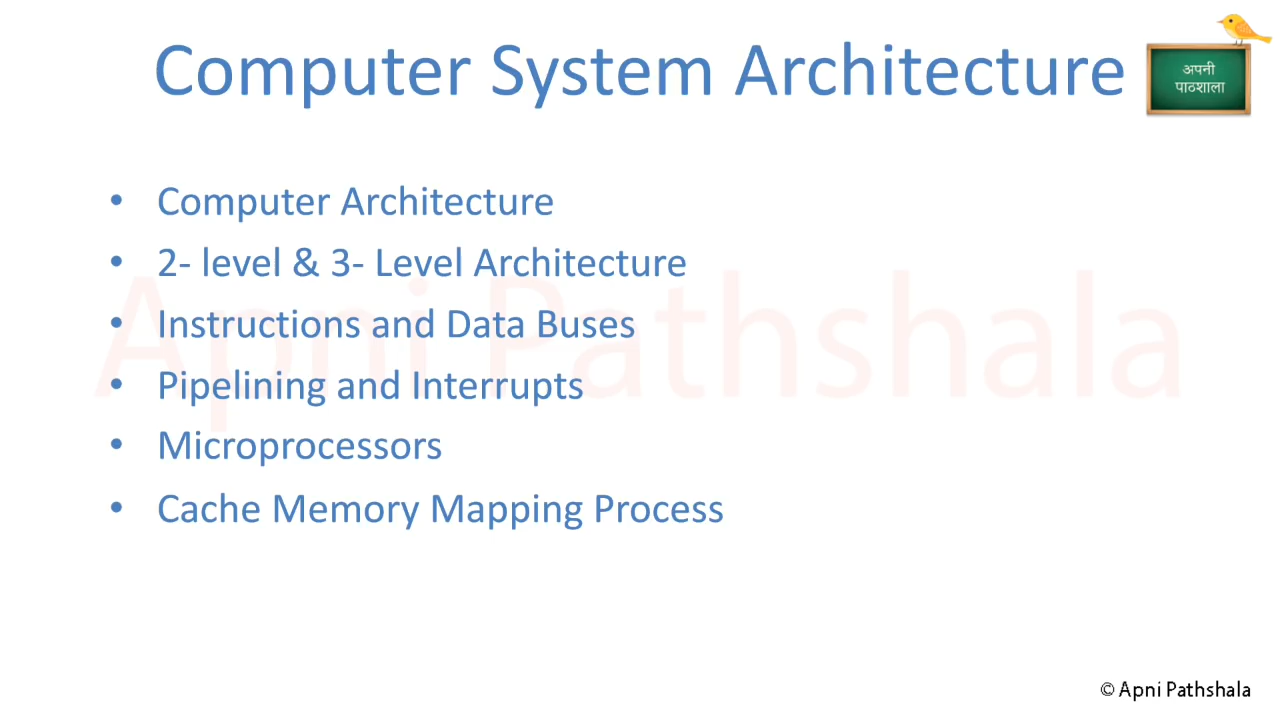 Computer System Architecture
अपनी
पाठशाला
• Computer Architecture
• 2- level & 3- Level Architecture
• Instructions and Data Buses
• Pipelining and Interrupts
• Microprocessors
• Cache Memory Mapping Process
Apni Pathshala
© Apni Pathshala